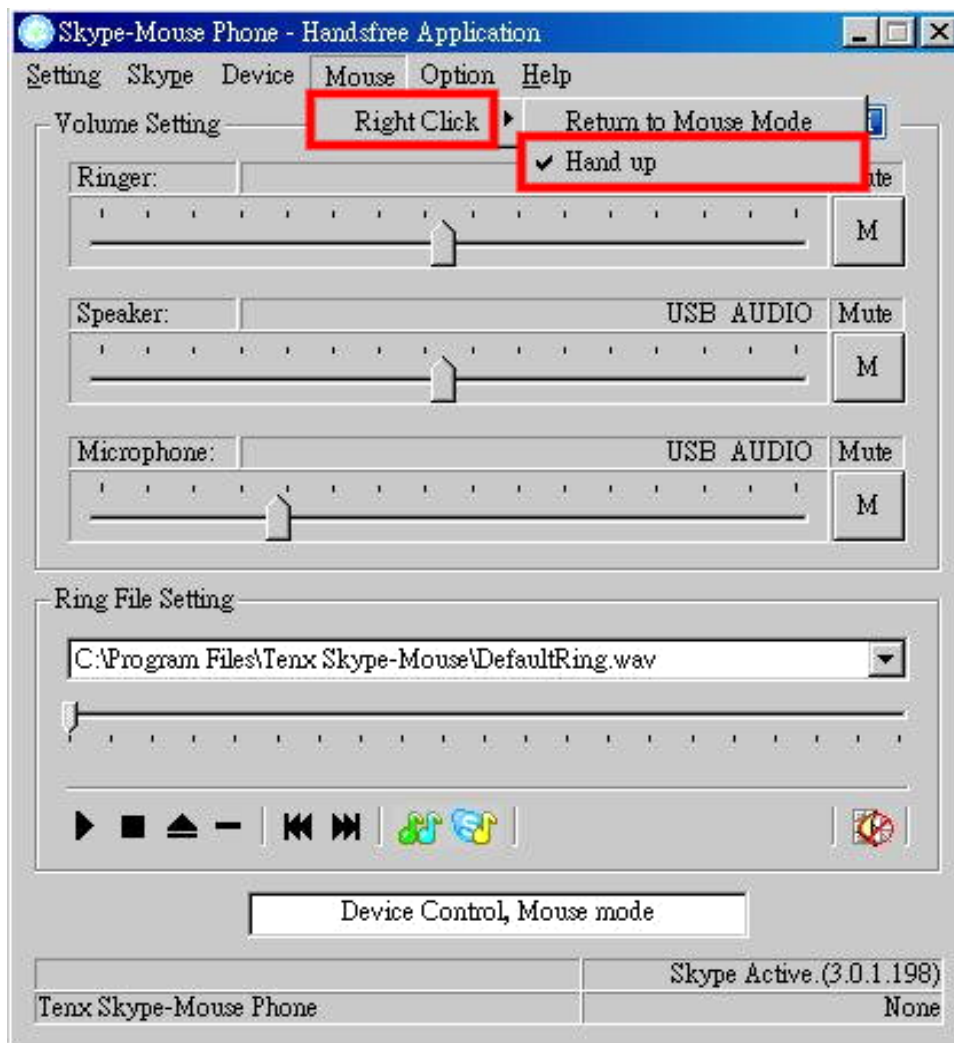 Skype-Mouse Phone - Handsfree Application
Setting Skype Device Mouse Option Help
Volume Setting Right Click Return to Mouse Mode
Hand up
Ringer:
M
Speaker: USB AUDIO Mute
M
Microphone: USB AUDIO Mute
M
Ring File Setting
C:\Program Files\Tenx Skype-Mouse\DefaultRing.wav
Device Control, Mouse mode
Skype Active.(3.0.1.198)
Tenx Skype-Mouse Phone None